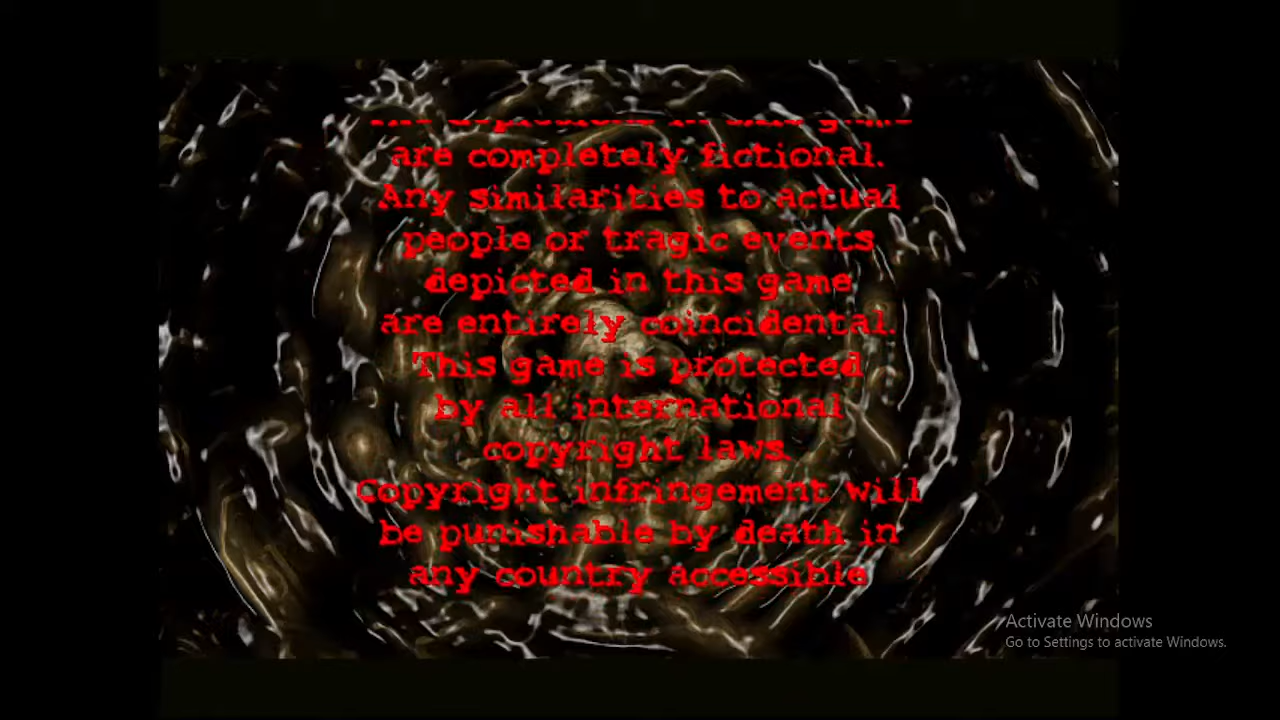 are completely fictional.
Any similarities to actual
people or tragic events
depicted in this game
are entirely coincidental.
This game is protected
by all international
copyright laws.
Copyright infringement will
be punishable by death in
any country accessible
Activate Windows
Go to Settings to activate Windows.